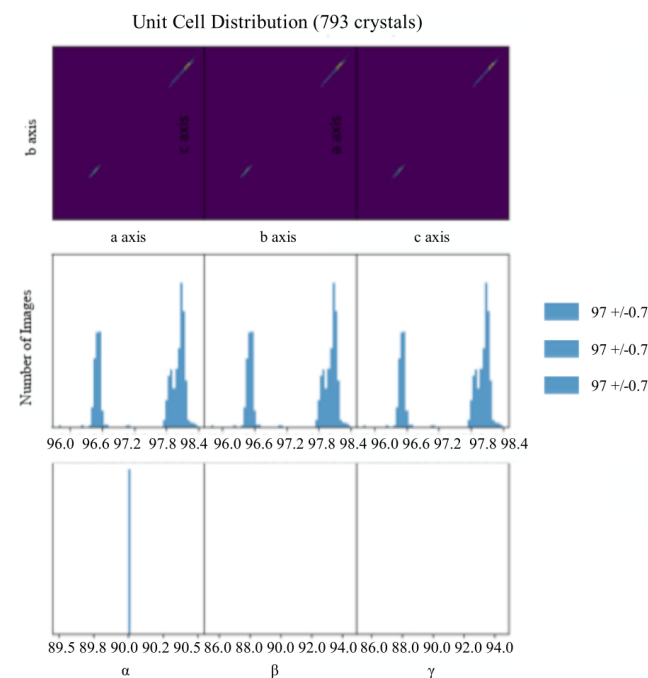 Unit Cell Distribution (793 crystals)
b axis
c axis
a axis
a axis b axis c axis
Number of Images
97 +/-0.7
97 +/-0.7
97 +/-0.7
96.0 96.6 97.2 97.8 98.4 96.0 96.6 97.2 97.8 98.4 96.0 96.6 97.2 97.8 98.4
89.5 89.8 90.0 90.2 90.5 86.0 88.0 90.0 92.0 94.0 86.0 88.0 90.0 92.0 94.0
α β γ